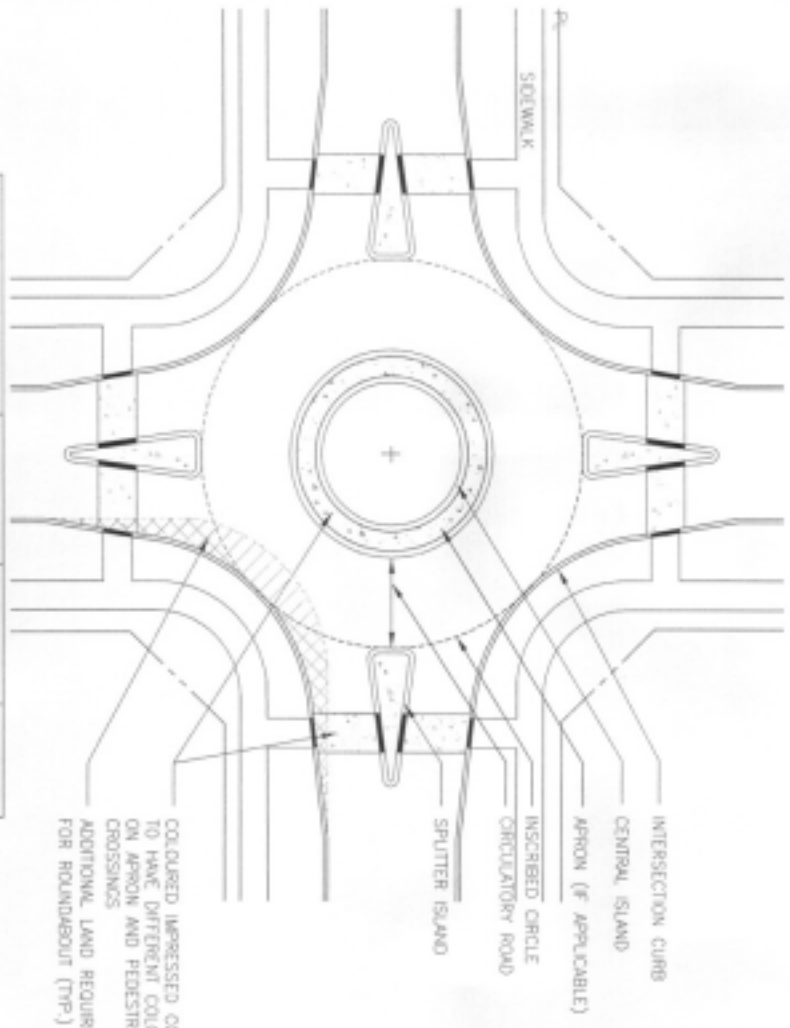 INTERSECTION CURB
CENTRAL ISLAND
APRON (IF APPLICABLE)
INSCRIBED CIRCLE
CIRCULATORY ROAD
SPLITTER ISLAND
COLOURED IMPRESSED
TO HAVE DIFFERENT
ON APRON AND
CROSSINGS
ADDITIONAL LAND
FOR ROUNDABOUT (TYP.)
SIDEWALK